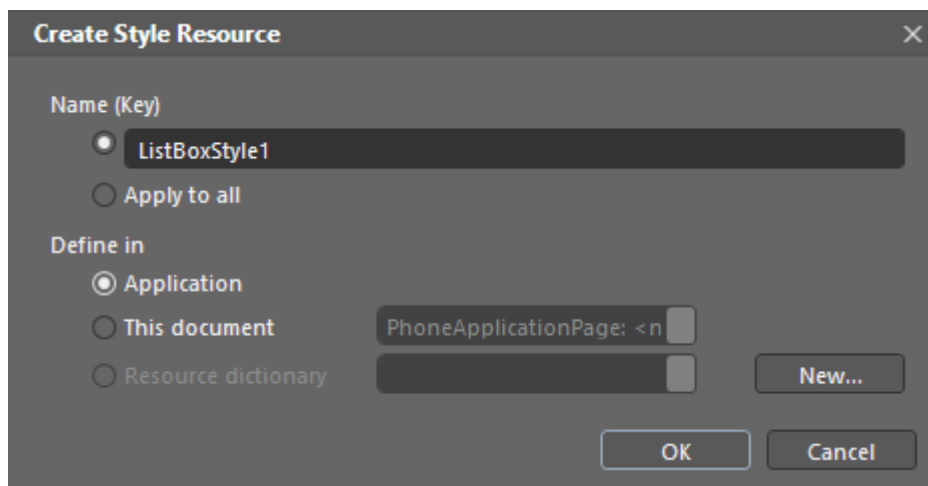 Create Style Resource
Name (Key)
ListBoxStyle1
Apply to all
Define in
Application
This document PhoneApplicationPage: <n
Resource dictionary New...
OK Cancel